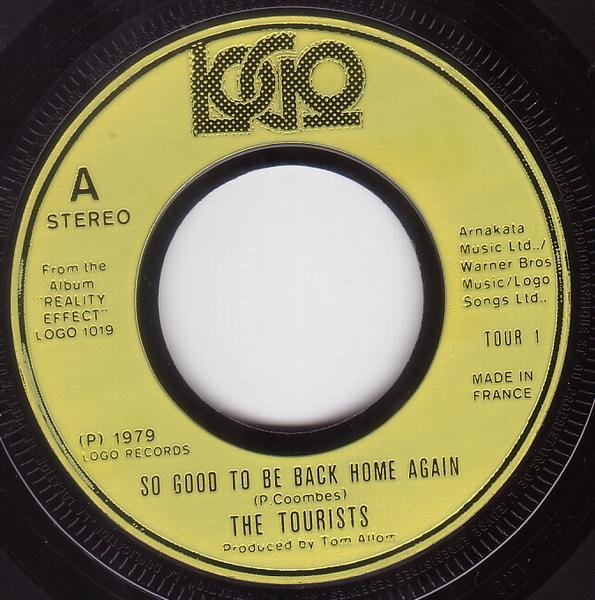 LOGO
A
STEREO
From the
Album
"REALITY
EFFECT"
LOGO 1019
Arnakata
Music Ltd../
Warner Bros
Music/Logo
Songs Ltd..
TOUR 1
MADE IN
FRANCE
(P) 1979
LOGO RECORDS
SO GOOD TO BE BACK HOME AGAIN
(P.Coombes)
THE TOURISTS
Produced by Tom Allom